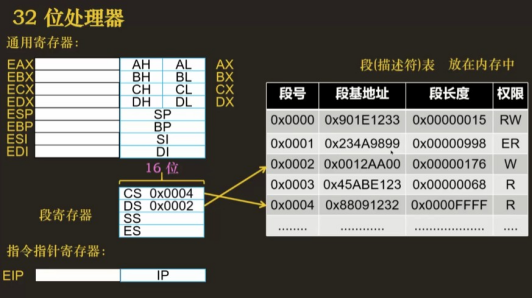 32 位处理器
通用寄存器:
EAX AH AL AX
EBX BH BL BX
ECX CH CL CX
EDX DH DL DX
ESP SP
EBP BP
ESI SI
EDI DI
16 位
段寄存器
CS 0x0004
DS 0x0002
SS
ES
指令指针寄存器:
EIP IP
段(描述符)表 放在内存中
段号 段基地址 段长度 权限
0x0000 0x901E1233 0x00000015 RW
0x0001 0x234A9899 0x00000998 ER
0x0002 0x0012AA00 0x00000176 W
0x0003 0x45ABE123 0x00000068 R
0x0004 0x88091232 0x0000FFFF R
........ ............ .................. ....